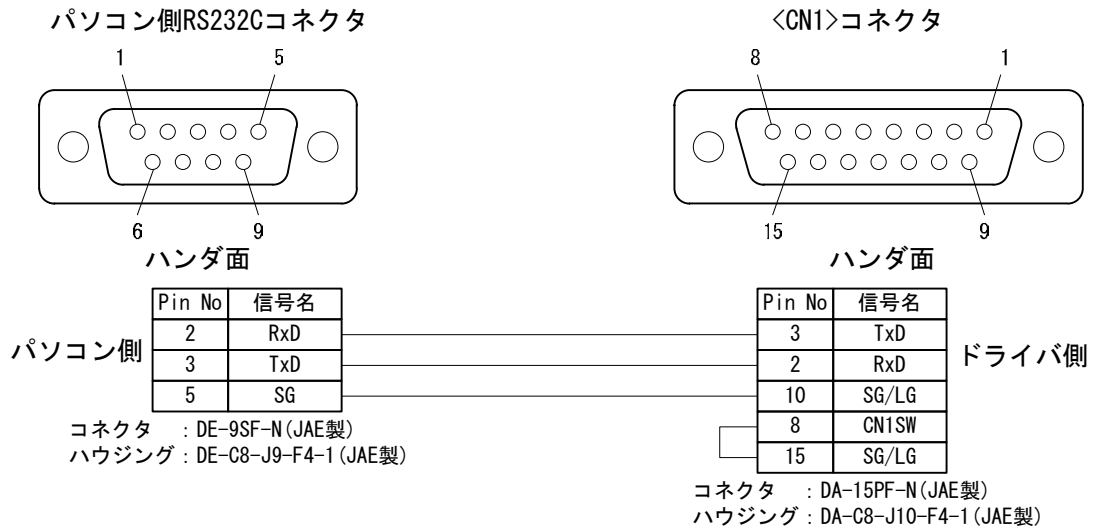 パソコン側RS232Cコネクタ
<CN1>コネクタ
1 5
8 1
6 9
15 9
ハンダ面
ハンダ面
パソコン側
Pin No 信号名
2 RxD
3 TxD
5 SG
コネクタ :DE-9SF-N(JAE製)
ハウジング:DE-C8-J9-F4-1(JAE製)
Pin No 信号名
3 TxD
2 RxD
10 SG/LG
8 CN1SW
15 SG/LG
ドライバ側
コネクタ :DA-15PF-N(JAE製)
ハウジング:DA-C8-J10-F4-1(JAE製)